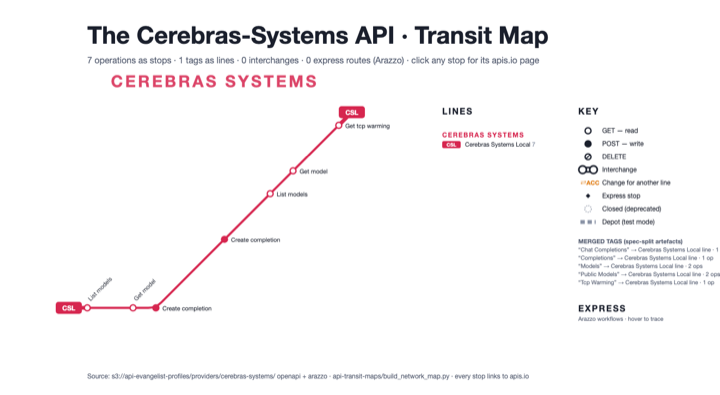 The Cerebras-Systems API · Transit Map
7 operations as stops · 1 tags as lines · 0 interchanges · 0 express routes (Arazzo) · click any stop for its apis.io page
CEREBRAS SYSTEMS
CSL
Get tcp warming
Get model
List models
Create completion
List models
Get model
CSL
Create completion
LINES
CEREBRAS SYSTEMS
CSL Cerebras Systems Local 7
KEY
GET — read
POST — write
DELETE
Interchange
Change for another line
Express stop
Closed (deprecated)
Depot (test mode)
MERGED TAGS (spec-split artefacts)
"Chat Completions" → Cerebras Systems Local line · 1
"Completions" → Cerebras Systems Local line · 1 op
"Models" → Cerebras Systems Local line · 2 ops
"Public Models" → Cerebras Systems Local line · 2 ops
"Tcp Warming" → Cerebras Systems Local line · 1 op
EXPRESS
Arazzo workflows · hover to trace
Source: s3://api-evangelist-profiles/providers/cerebras-systems/ openapi + arazzo · api-transit-maps/build_network_map.py · every stop links to apis.io